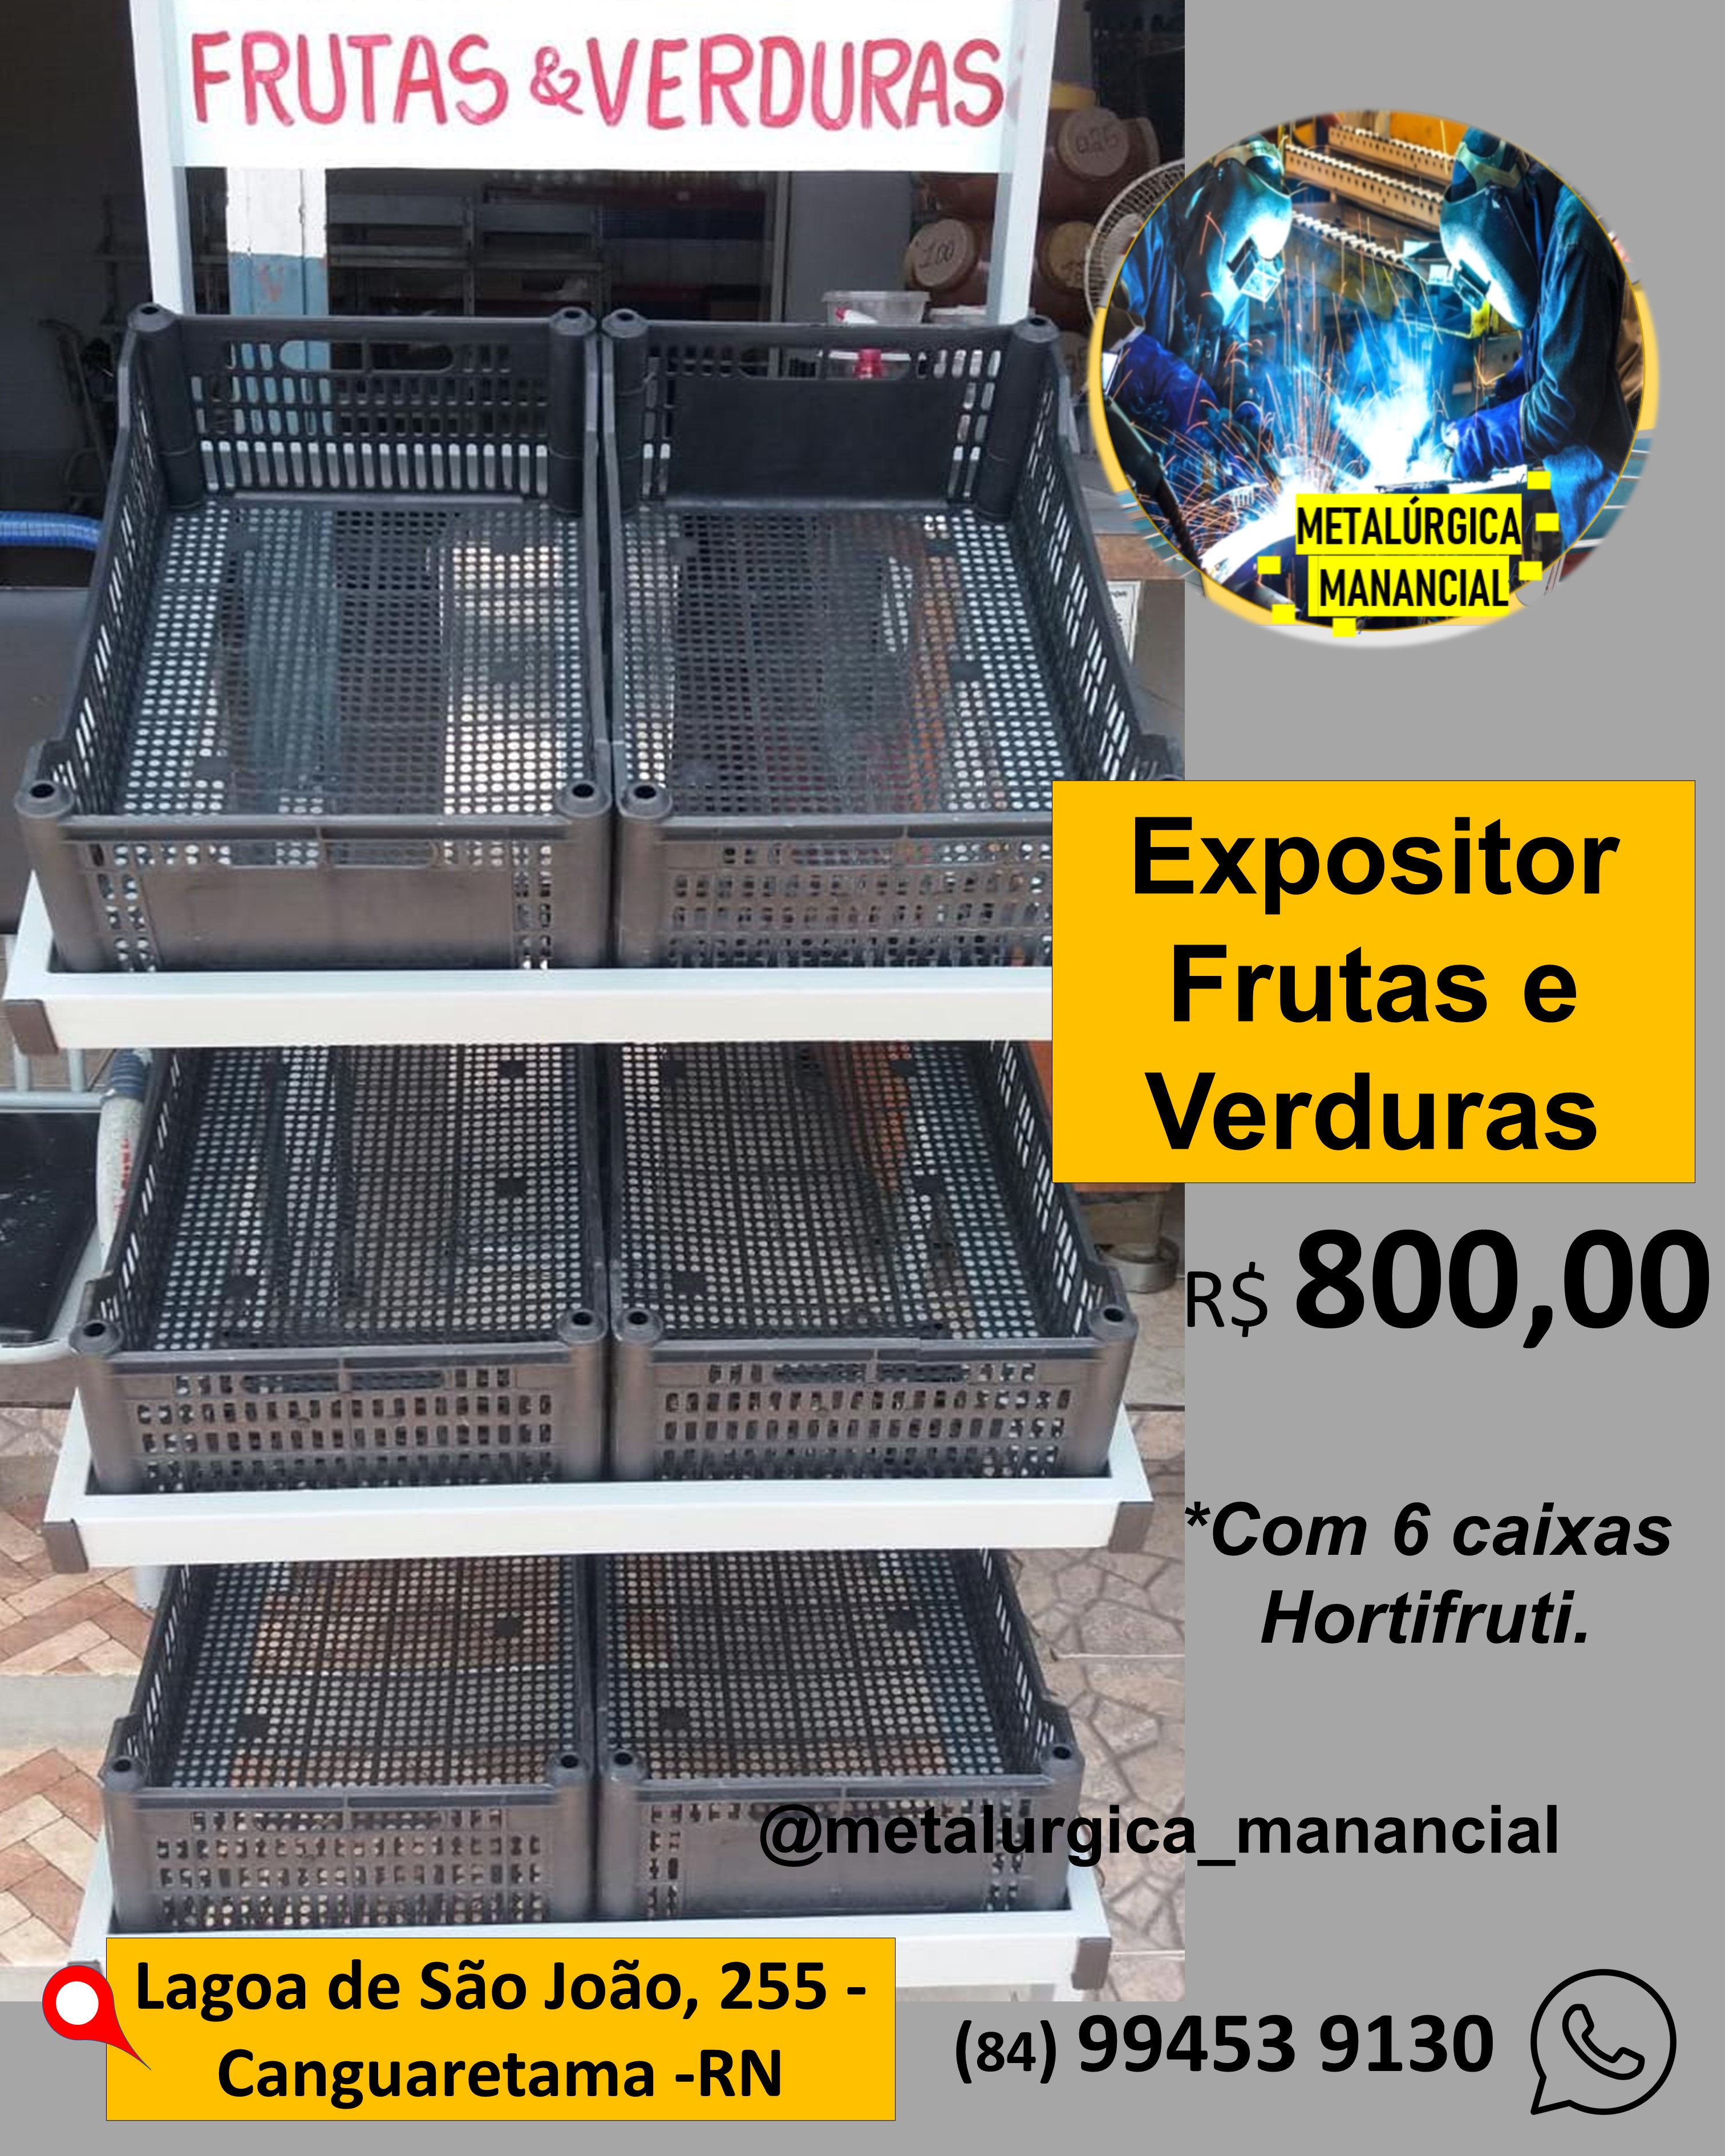 FRUTAS & VERDURAS
METALÚRGICA
MANANCIAL
Expositor
Frutas e
Verduras
R$ 800,00
*Com 6 caixas
Hortifruti.
@metalurgica_manancial
Lagoa de São João, 255 -
Canguaretama -RN
(84) 99453 9130